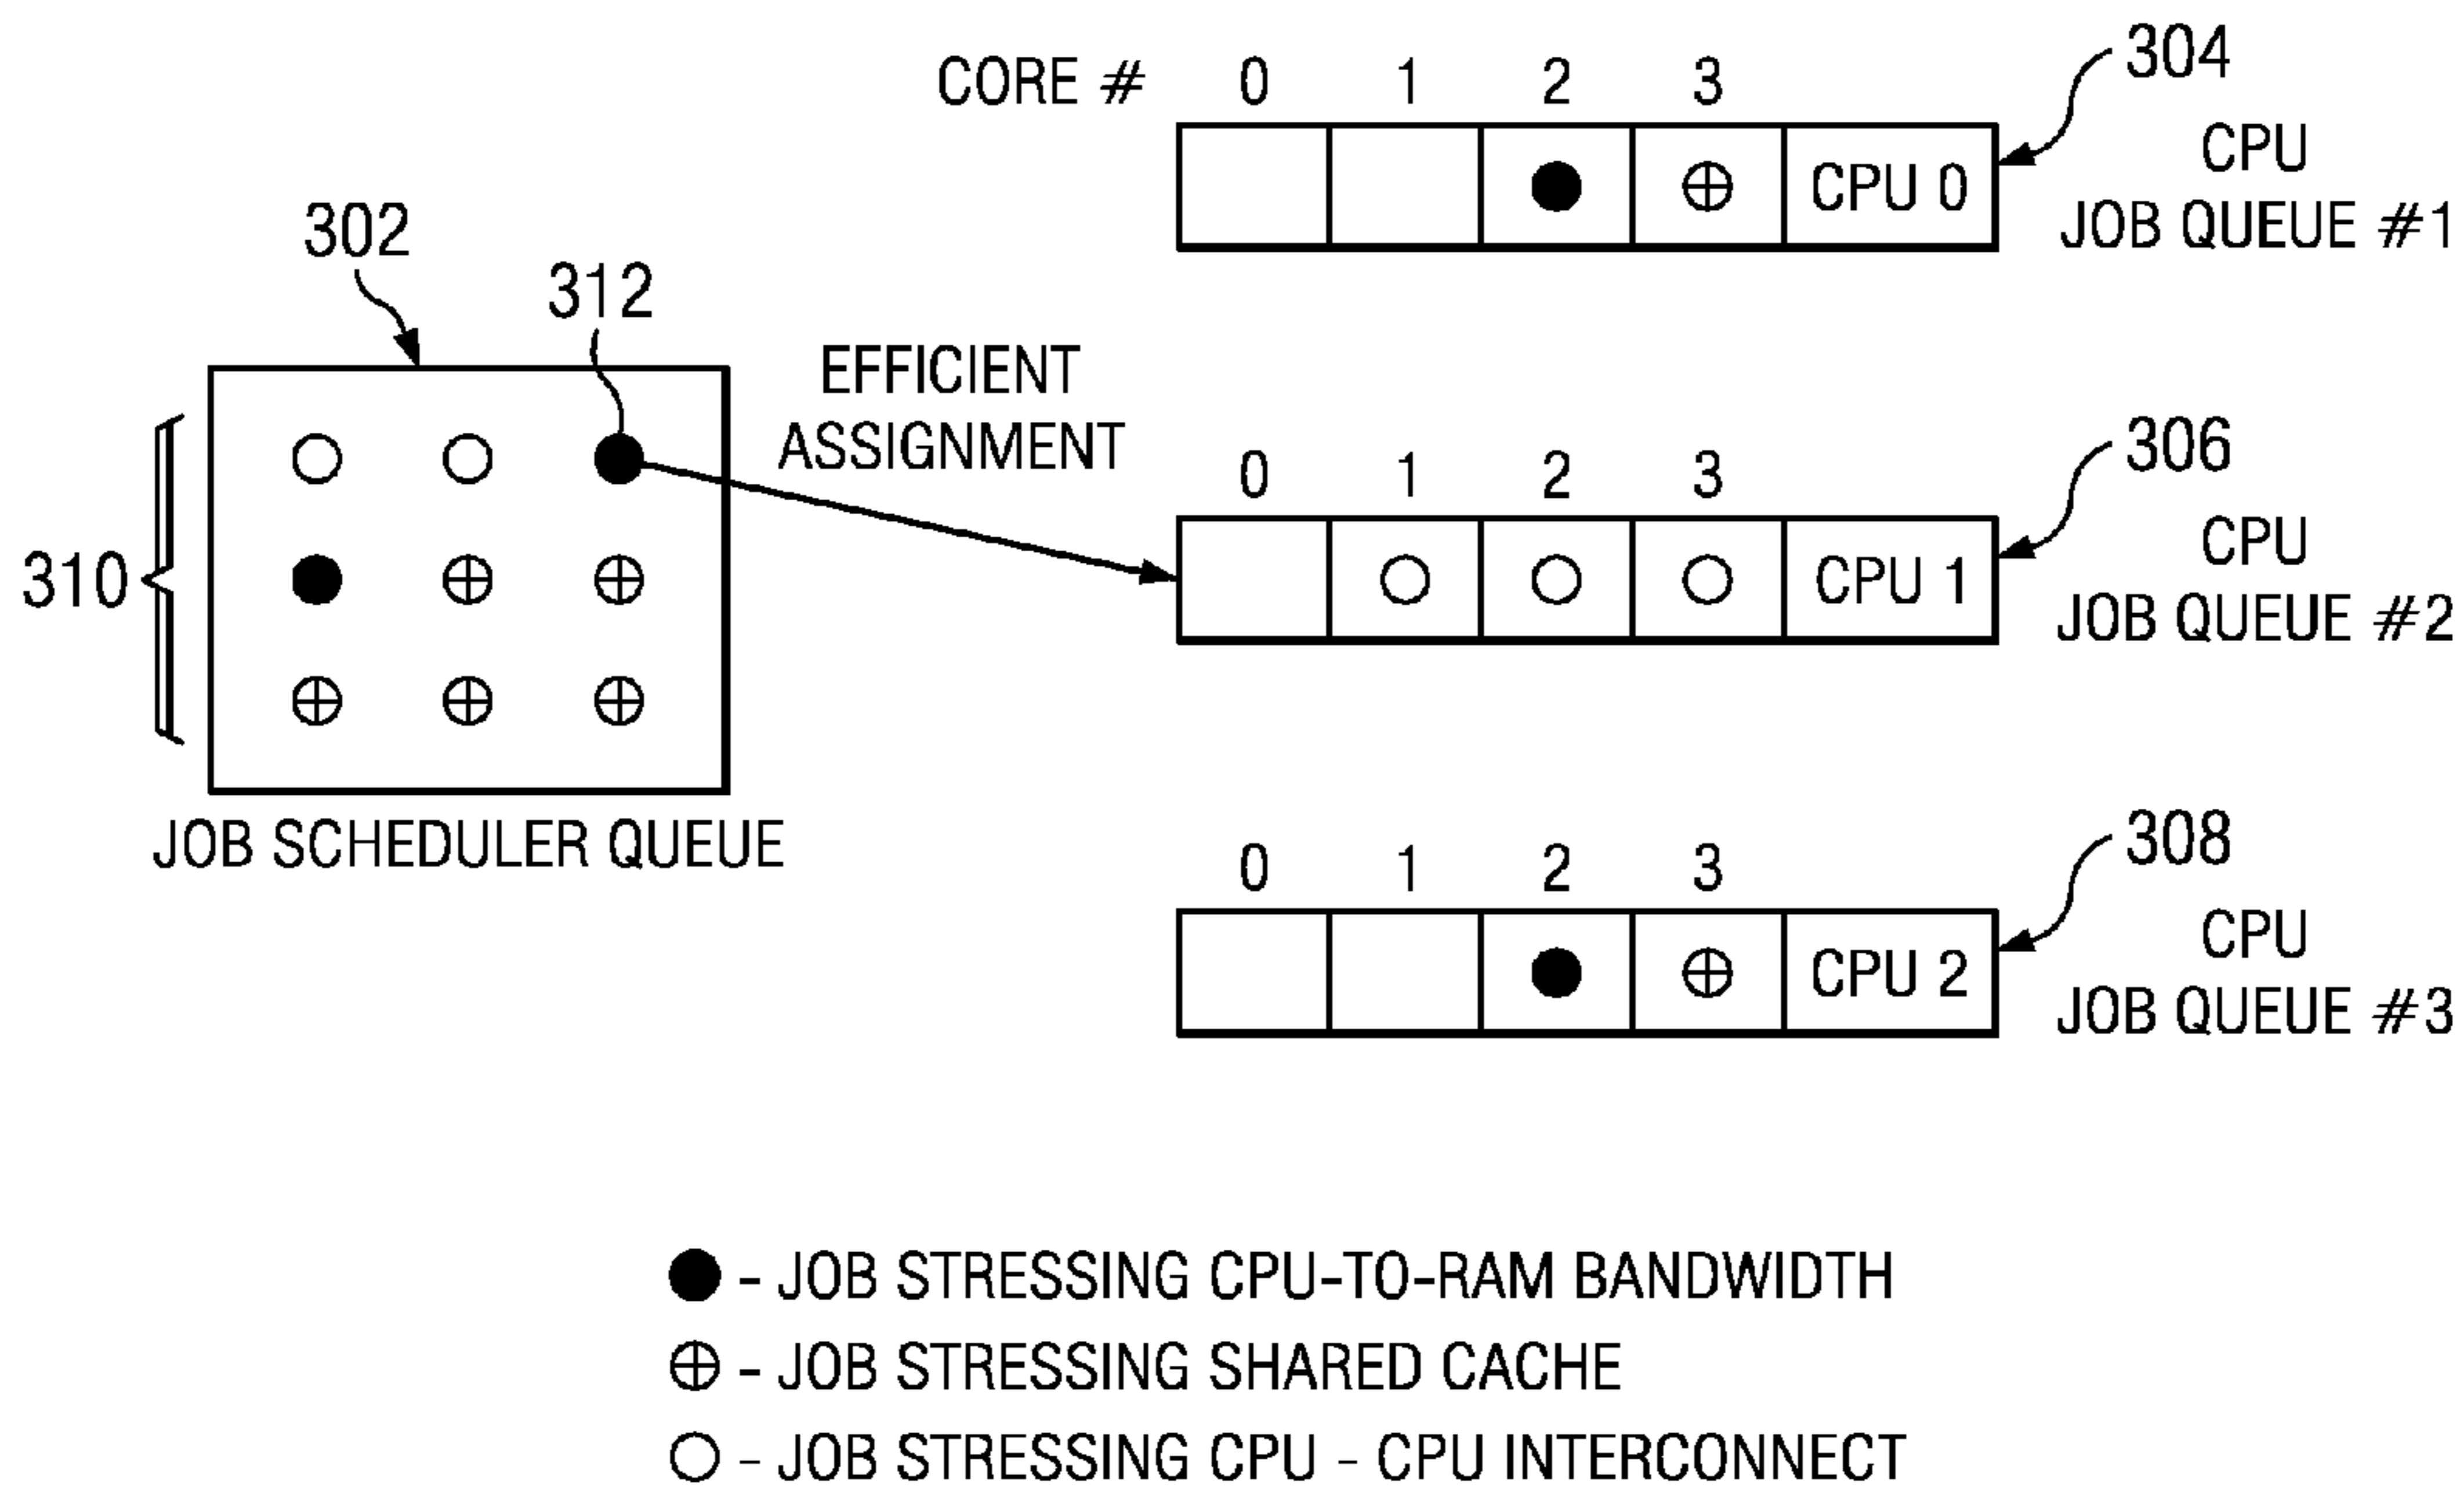 CORE # 0 1 2 3
304
CPU 0
CPU
JOB QUEUE #1
302
312
EFFICIENT
ASSIGNMENT
310
JOB SCHEDULER QUEUE
0 1 2 3
306
CPU 1
CPU
JOB QUEUE #2
0 1 2 3
308
CPU 2
CPU
JOB QUEUE #3
- JOB STRESSING CPU-TO-RAM BANDWIDTH
- JOB STRESSING SHARED CACHE
- JOB STRESSING CPU - CPU INTERCONNECT